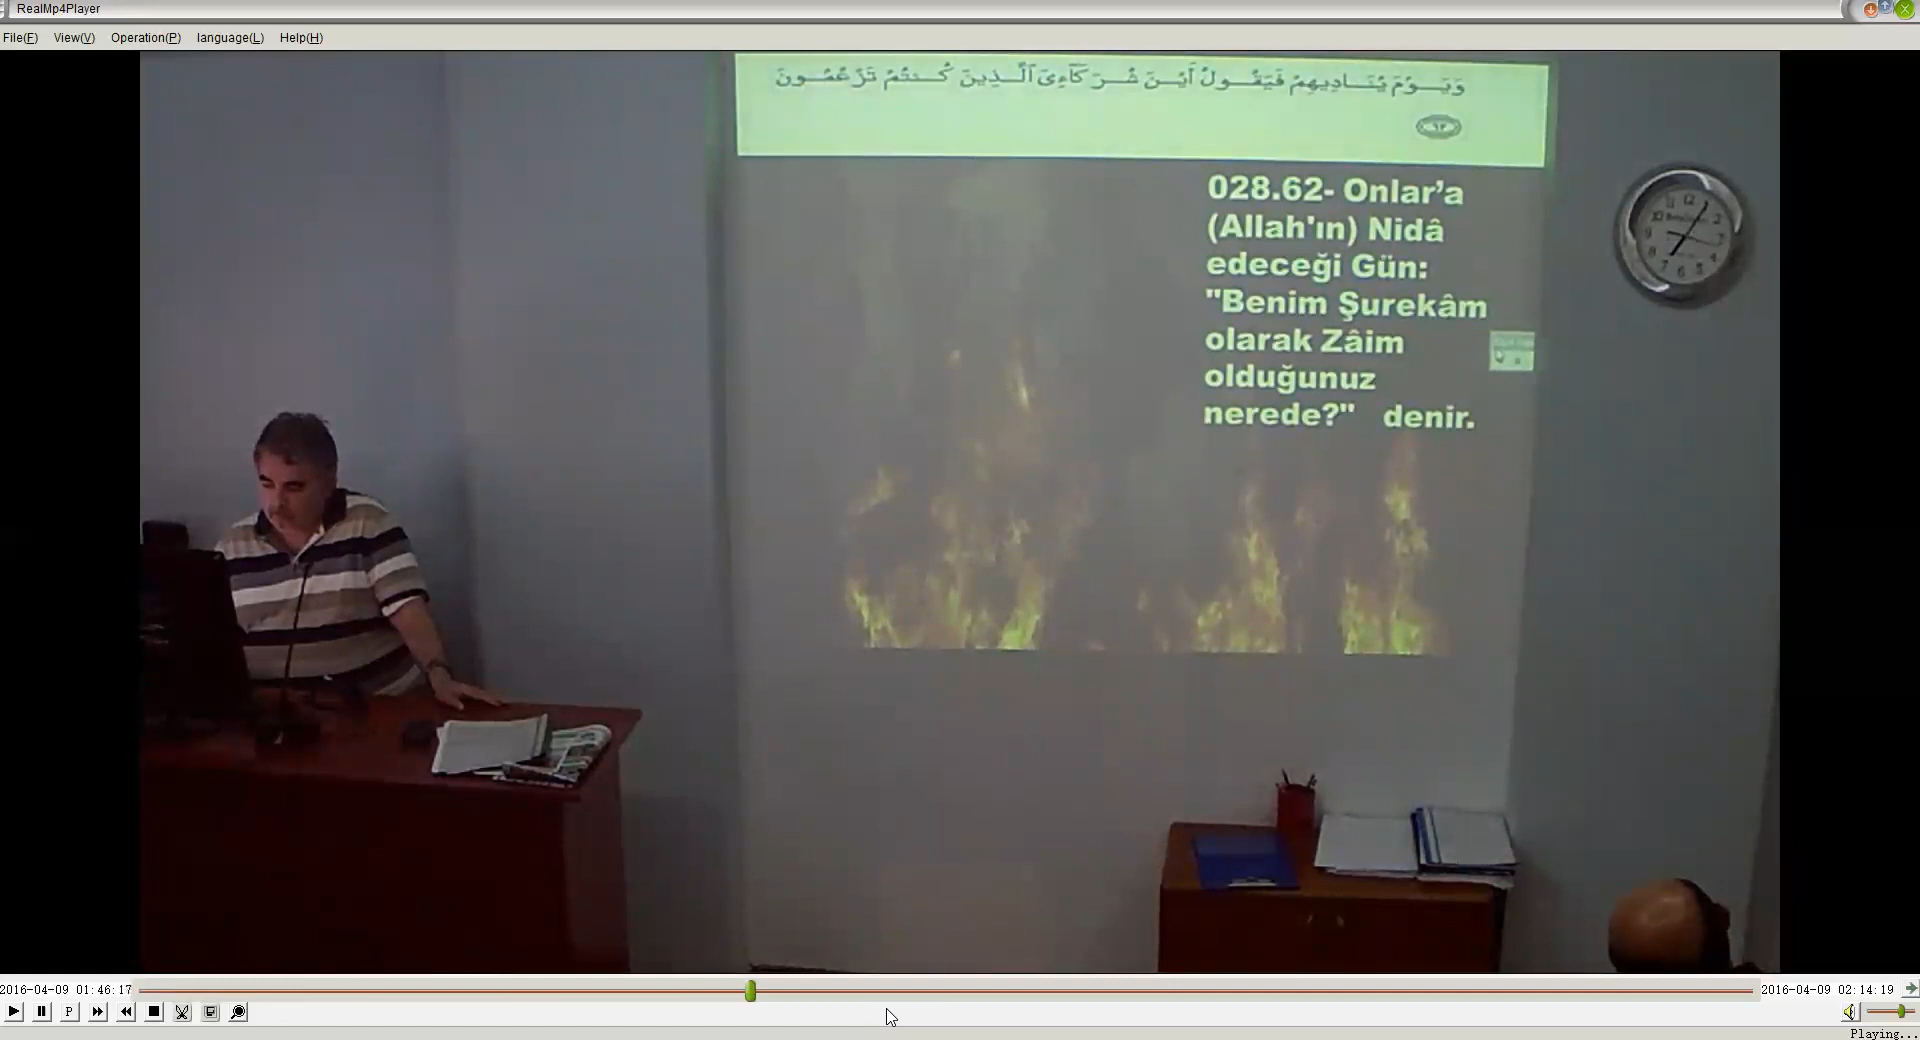 RealMp4Player
File(F) View(V) Operation(P) language(L) Help(H)
وَيَوْمَ يُنَادِيهِمْ فَيَقُولُ أَيْنَ شُرَكَآءِىَ ٱلَّذِينَ كُنتُمْ تَزْعُمُونَ
٦٢
028.62- Onlar’a
(Allah'ın) Nidâ
edeceği Gün:
"Benim Şurekâm
olarak Zâim
olduğunuz
nerede?" denir.
2016-04-09 01:46:17
2016-04-09 02:14:19
P
Playing...